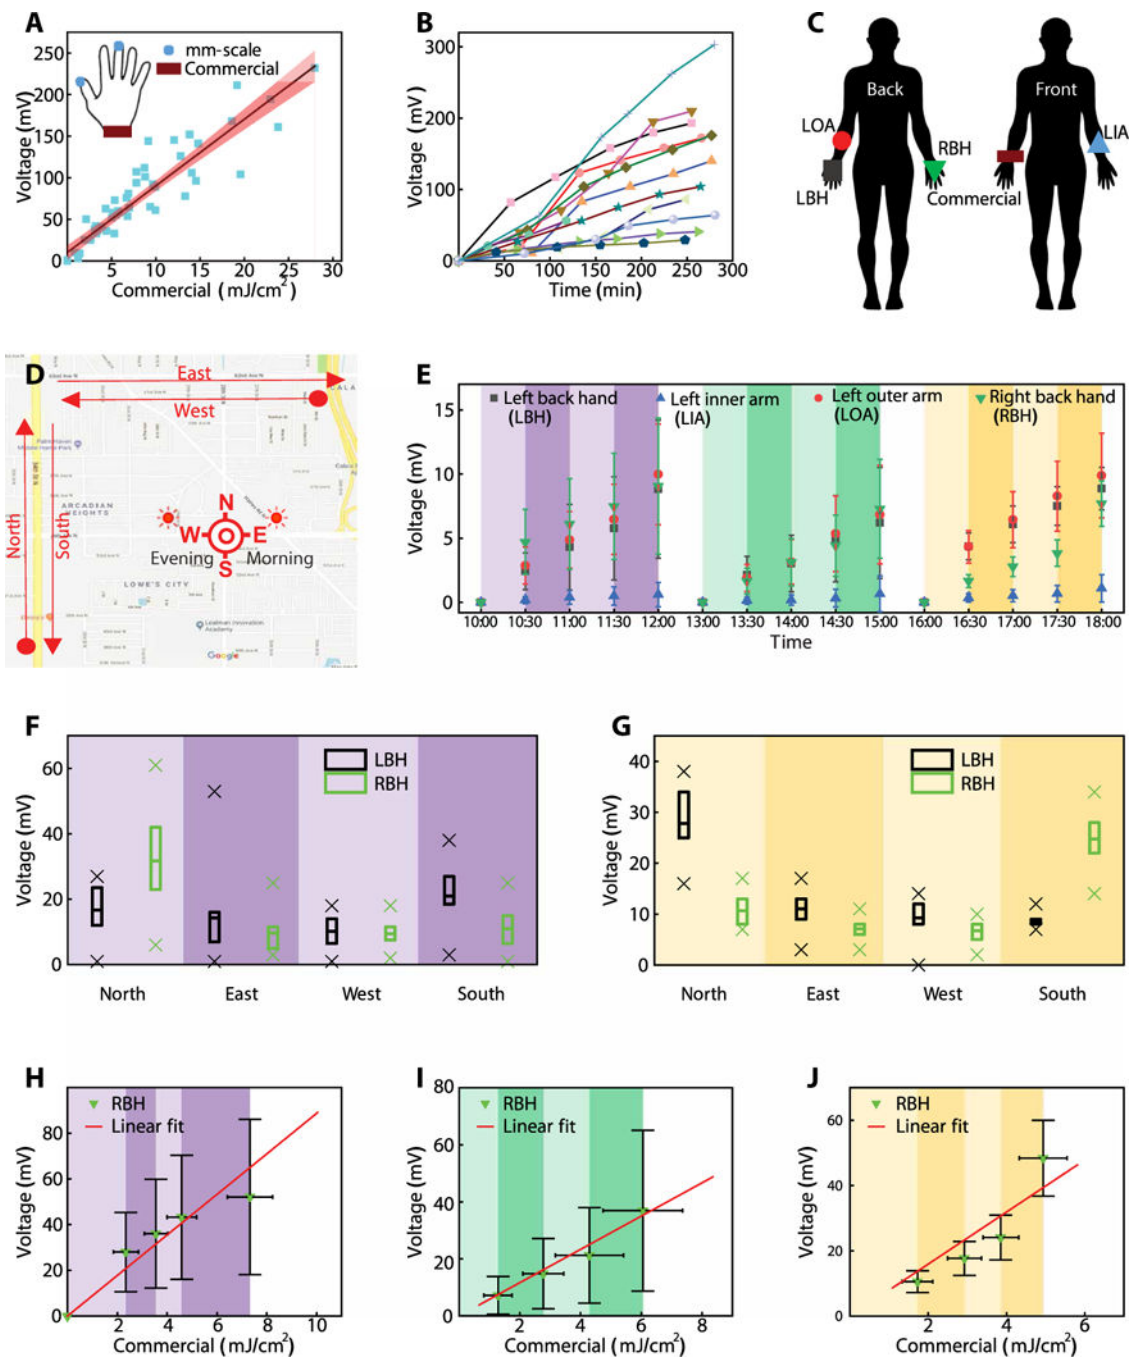 A
Voltage (mV)
250
200
150
100
50
0
mm-scale
Commercial
5 10 15 20 25 30
Commercial (mJ/cm²)
B
Voltage (mV)
300
200
100
0
50 100 150 200 250 300
Time (min)
C
Back
Front
LOA
LBH
RBH
Commercial
LIA
D
East
West
North
South
N
W E
S
Evening Morning
ARCADIAN
HEIGHTS
LOWE'S CITY
Google
E
Voltage (mV)
15
10
5
0
Left back hand
(LBH)
Left inner arm
(LIA)
Left outer arm
(LOA)
Right back hand
(RBH)
10:00 10:30 11:00 11:30 12:00 13:00 13:30 14:00 14:30 15:00 16:00 16:30 17:00 17:30 18:00
Time
F
Voltage (mV)
60
40
20
0
LBH
RBH
North East West South
G
Voltage (mV)
40
30
20
10
0
LBH
RBH
North East West South
H
Voltage (mV)
80
60
40
20
0
RBH
Linear fit
2 4 6 8 10
Commercial (mJ/cm²)
I
Voltage (mV)
80
60
40
20
0
RBH
Linear fit
2 4 6 8
Commercial (mJ/cm²)
J
Voltage (mV)
60
40
20
0
RBH
Linear fit
2 4 6
Commercial (mJ/cm²)